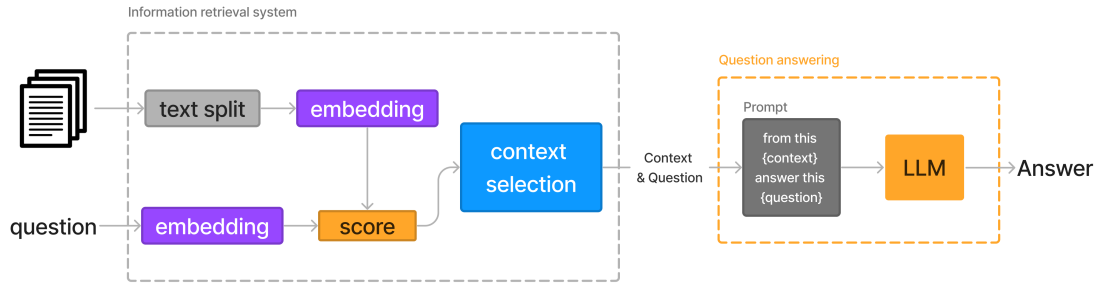 Information retrieval system
text split
embedding
context
selection
question
embedding
score
Context
& Question
Question answering
Prompt
from this
{context}
answer this
{question}
LLM
Answer